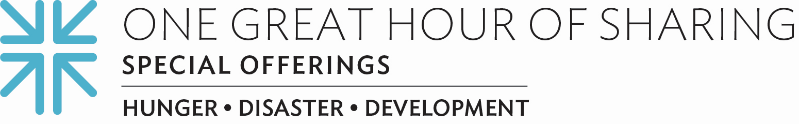 ONE GREAT HOUR OF SHARING
SPECIAL OFFERINGS
HUNGER • DISASTER • DEVELOPMENT